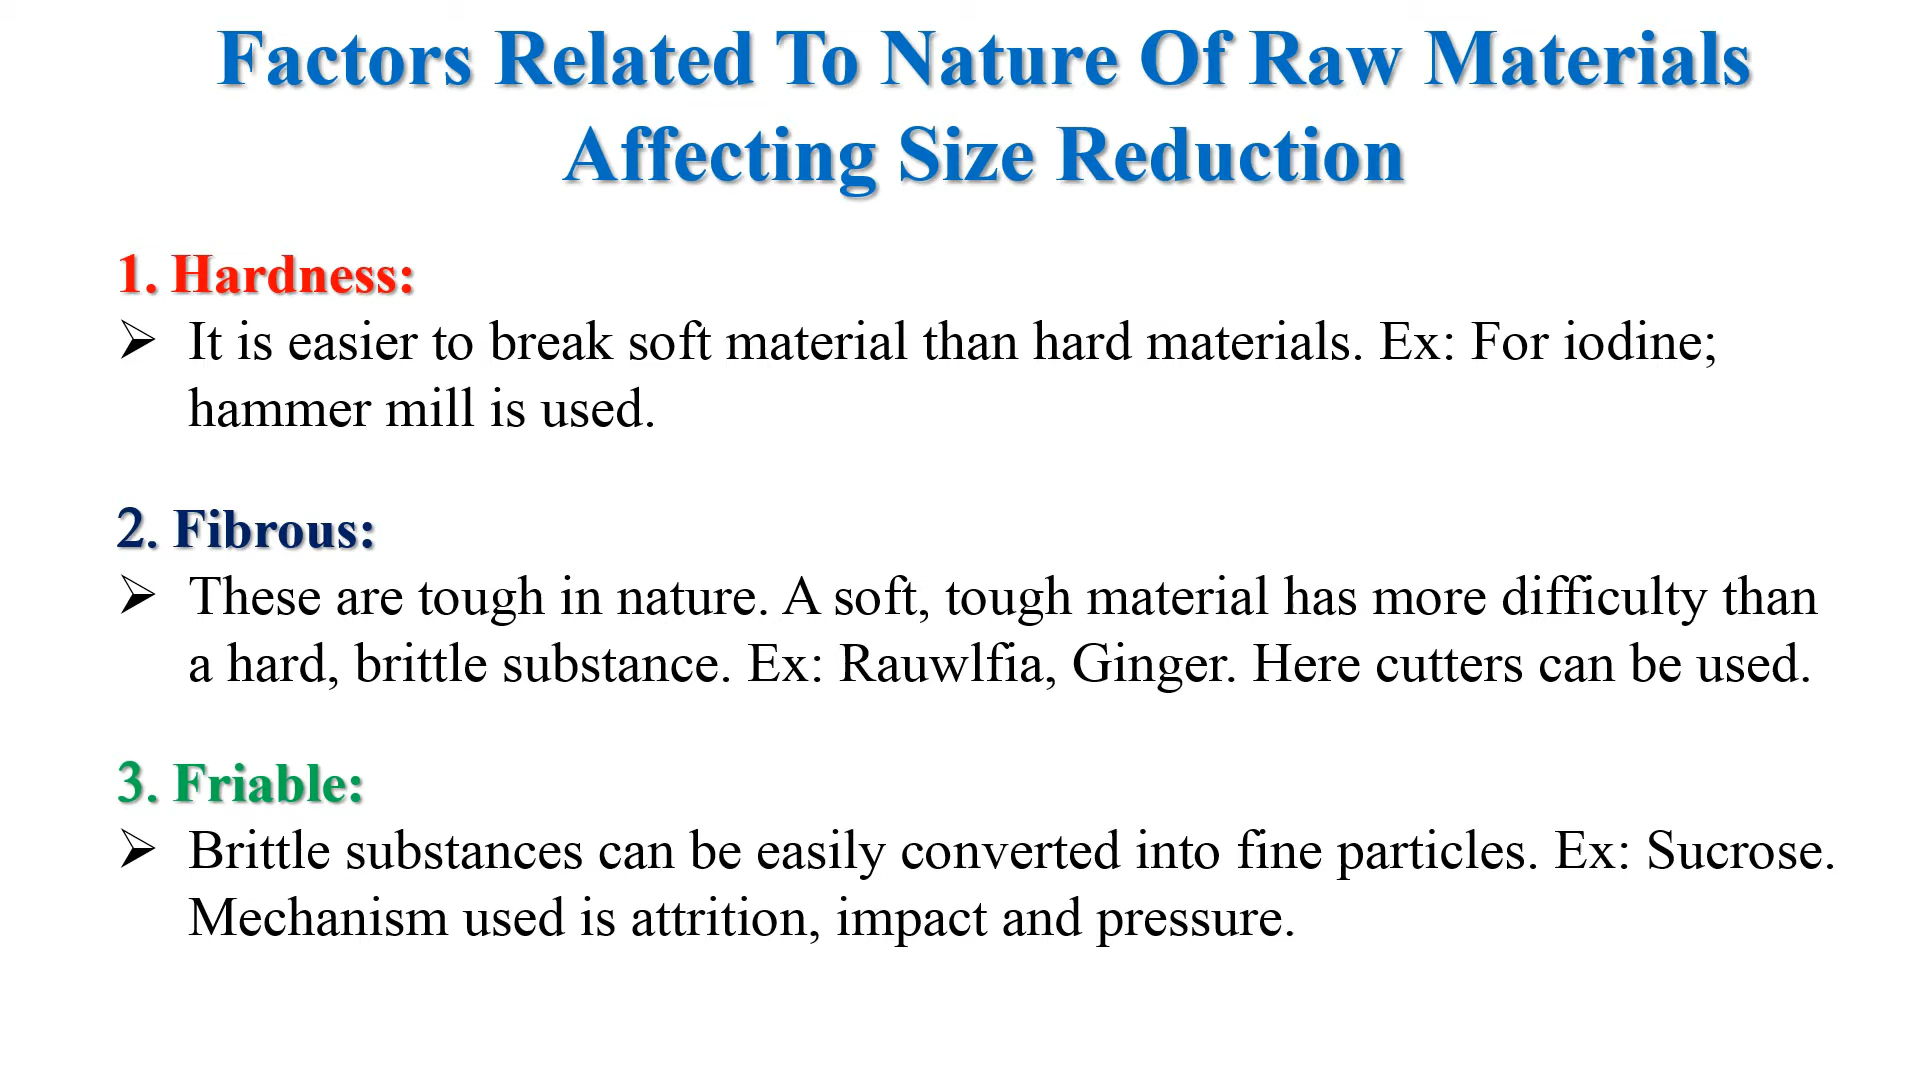 Factors Related To Nature Of Raw Materials
Affecting Size Reduction
1. Hardness:
➢ It is easier to break soft material than hard materials. Ex: For iodine;
hammer mill is used.
2. Fibrous:
➢ These are tough in nature. A soft, tough material has more difficulty than
a hard, brittle substance. Ex: Rauwlfia, Ginger. Here cutters can be used.
3. Friable:
➢ Brittle substances can be easily converted into fine particles. Ex: Sucrose.
Mechanism used is attrition, impact and pressure.